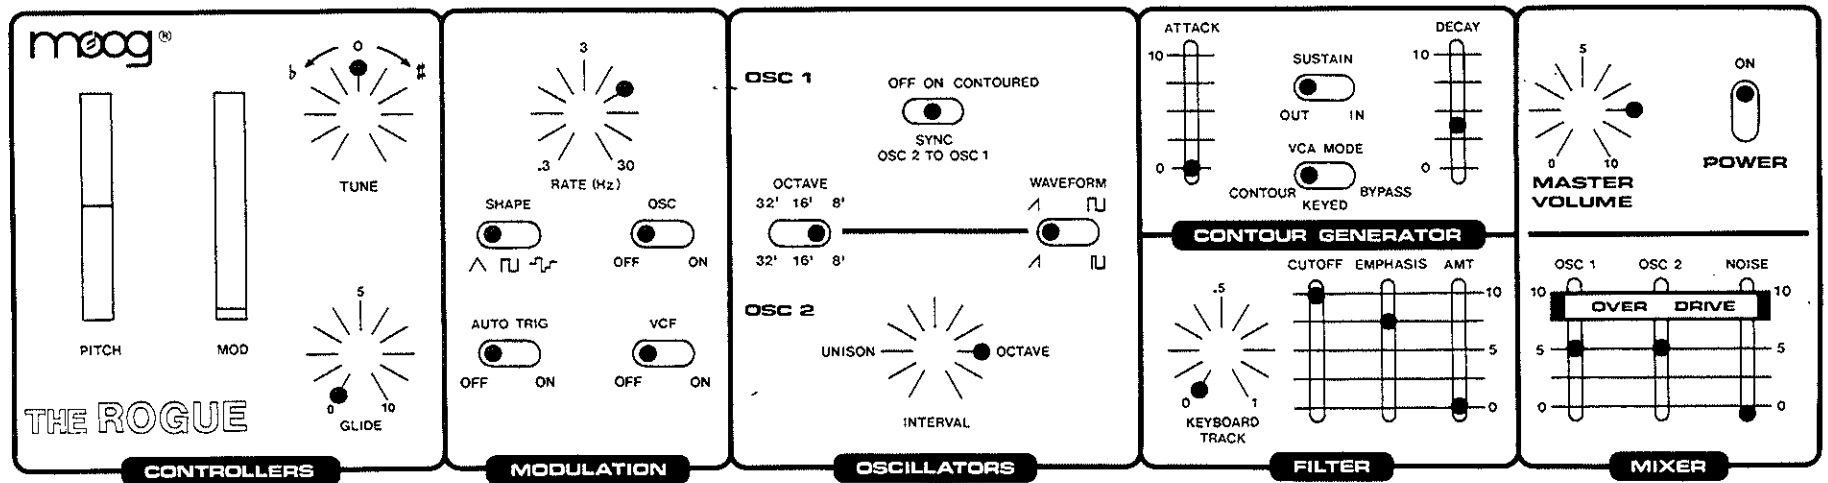 moog®
♭ 0 ♯
TUNE
PITCH
MOD
5
0 10
GLIDE
THE ROGUE
CONTROLLERS
3
.3 30
RATE (Hz)
SHAPE
OSC
OFF ON
AUTO TRIG
OFF ON
VCF
OFF ON
MODULATION
OSC 1
OFF ON CONTOURED
SYNC
OSC 2 TO OSC 1
OCTAVE
32' 16' 8'
WAVEFORM
32' 16' 8'
OSC 2
UNISON
OCTAVE
INTERVAL
OSCILLATORS
ATTACK
10
0
SUSTAIN
OUT IN
VCA MODE
CONTOUR
KEYED
BYPASS
DECAY
10
0
CONTOUR GENERATOR
CUTOFF EMPHASIS AMT
.5
0 1
KEYBOARD
TRACK
10
5
0
FILTER
5
0 10
MASTER
VOLUME
ON
POWER
OSC 1 OSC 2 NOISE
10 10
OVER DRIVE
5 5
0 0
MIXER